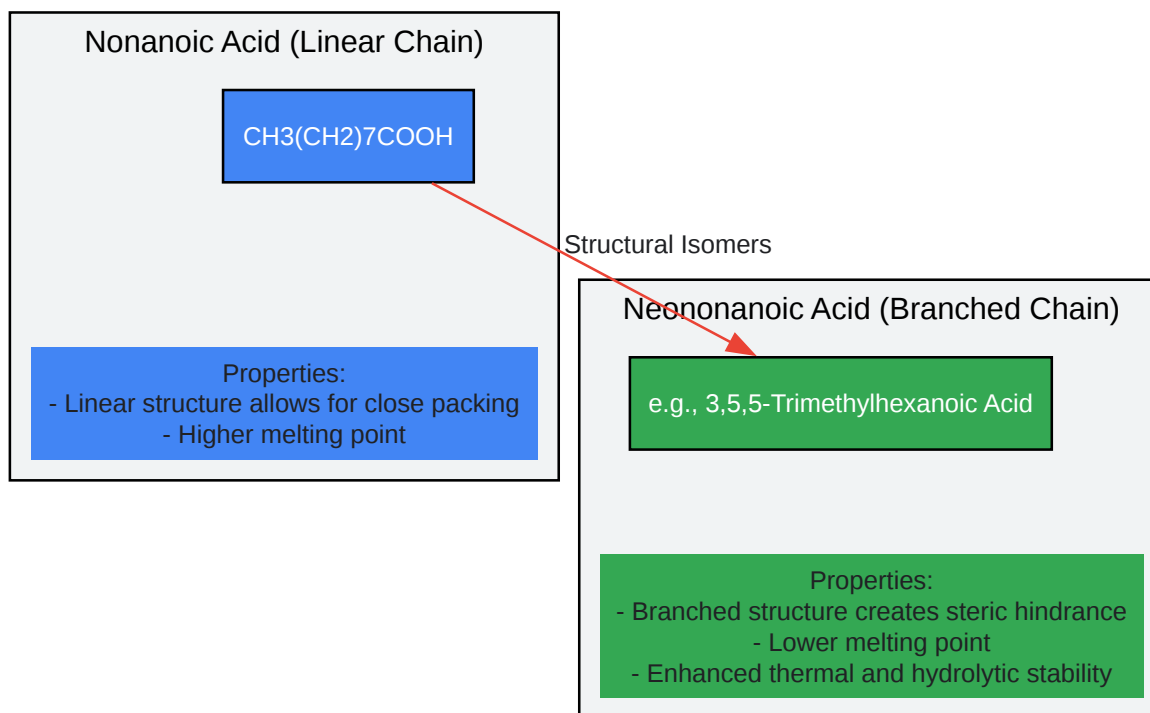 Nonanoic Acid (Linear Chain)
CH3(CH2)7COOH
Properties:
- Linear structure allows for close packing
- Higher melting point
Structural Isomers
Neononanoic Acid (Branched Chain)
e.g., 3,5,5-Trimethylhexanoic Acid
Properties:
- Branched structure creates steric hindrance
- Lower melting point
- Enhanced thermal and hydrolytic stability